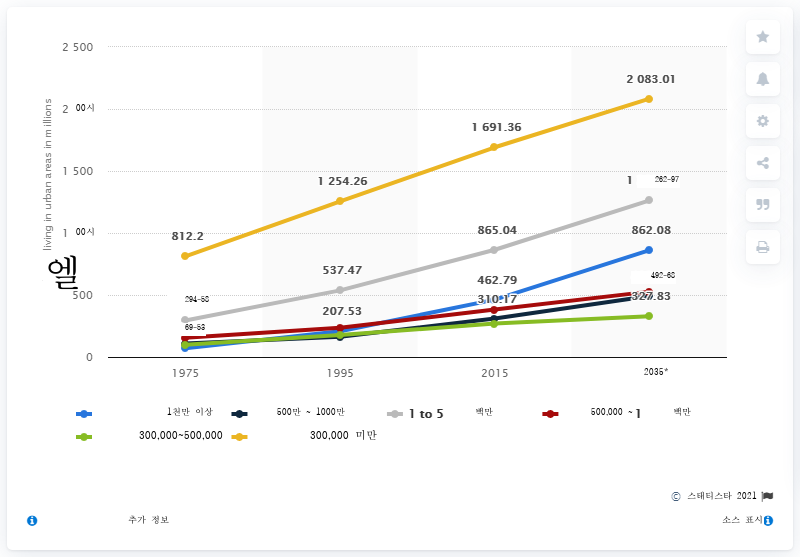 2 500
2 083.01
living in urban areas in millions
2 00시
1 691.36
1 500
1 262-97
1 254.26
1 00시
812.2
865.04
862.08
엘
537.47
462.79
492-68
500
294-53
207.53
310.17
327.83
69-53
0
1975
1995
2015
2035*
1천만 이상
500만 ~ 1000만
1 to 5 백만
500,000 ~ 1 백만
300,000~500,000
300,000 미만
© 스태티스타 2021
추가 정보
소스 표시